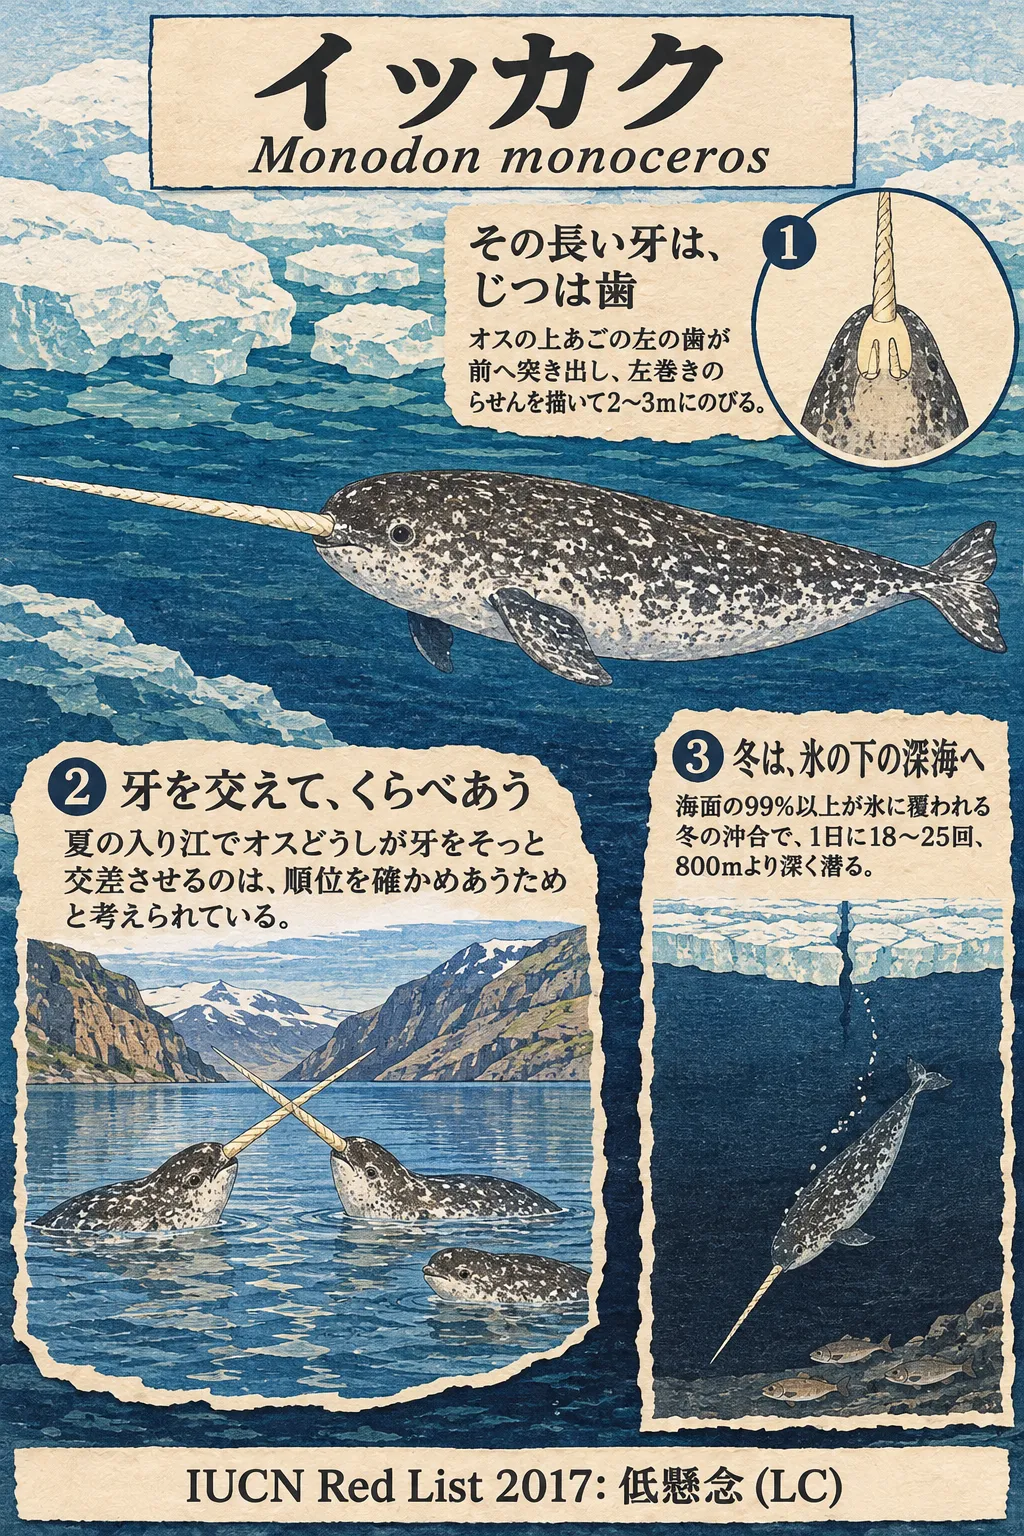 イッカク
Monodon monoceros
1
その長い牙は、
じつは歯
オスの上あごの左の歯が
前へ突き出し、左巻きの
らせんを描いて2〜3mにのびる。
2 牙を交えて、くらべあう
夏の入り江でオスどうしが牙をそっと
交差させるのは、順位を確かめあうため
と考えられている。
3 冬は、氷の下の深海へ
海面の99%以上が氷に覆われる
冬の沖合で、1日に18〜25回、
800mより深く潜る。
IUCN Red List 2017: 低懸念 (LC)